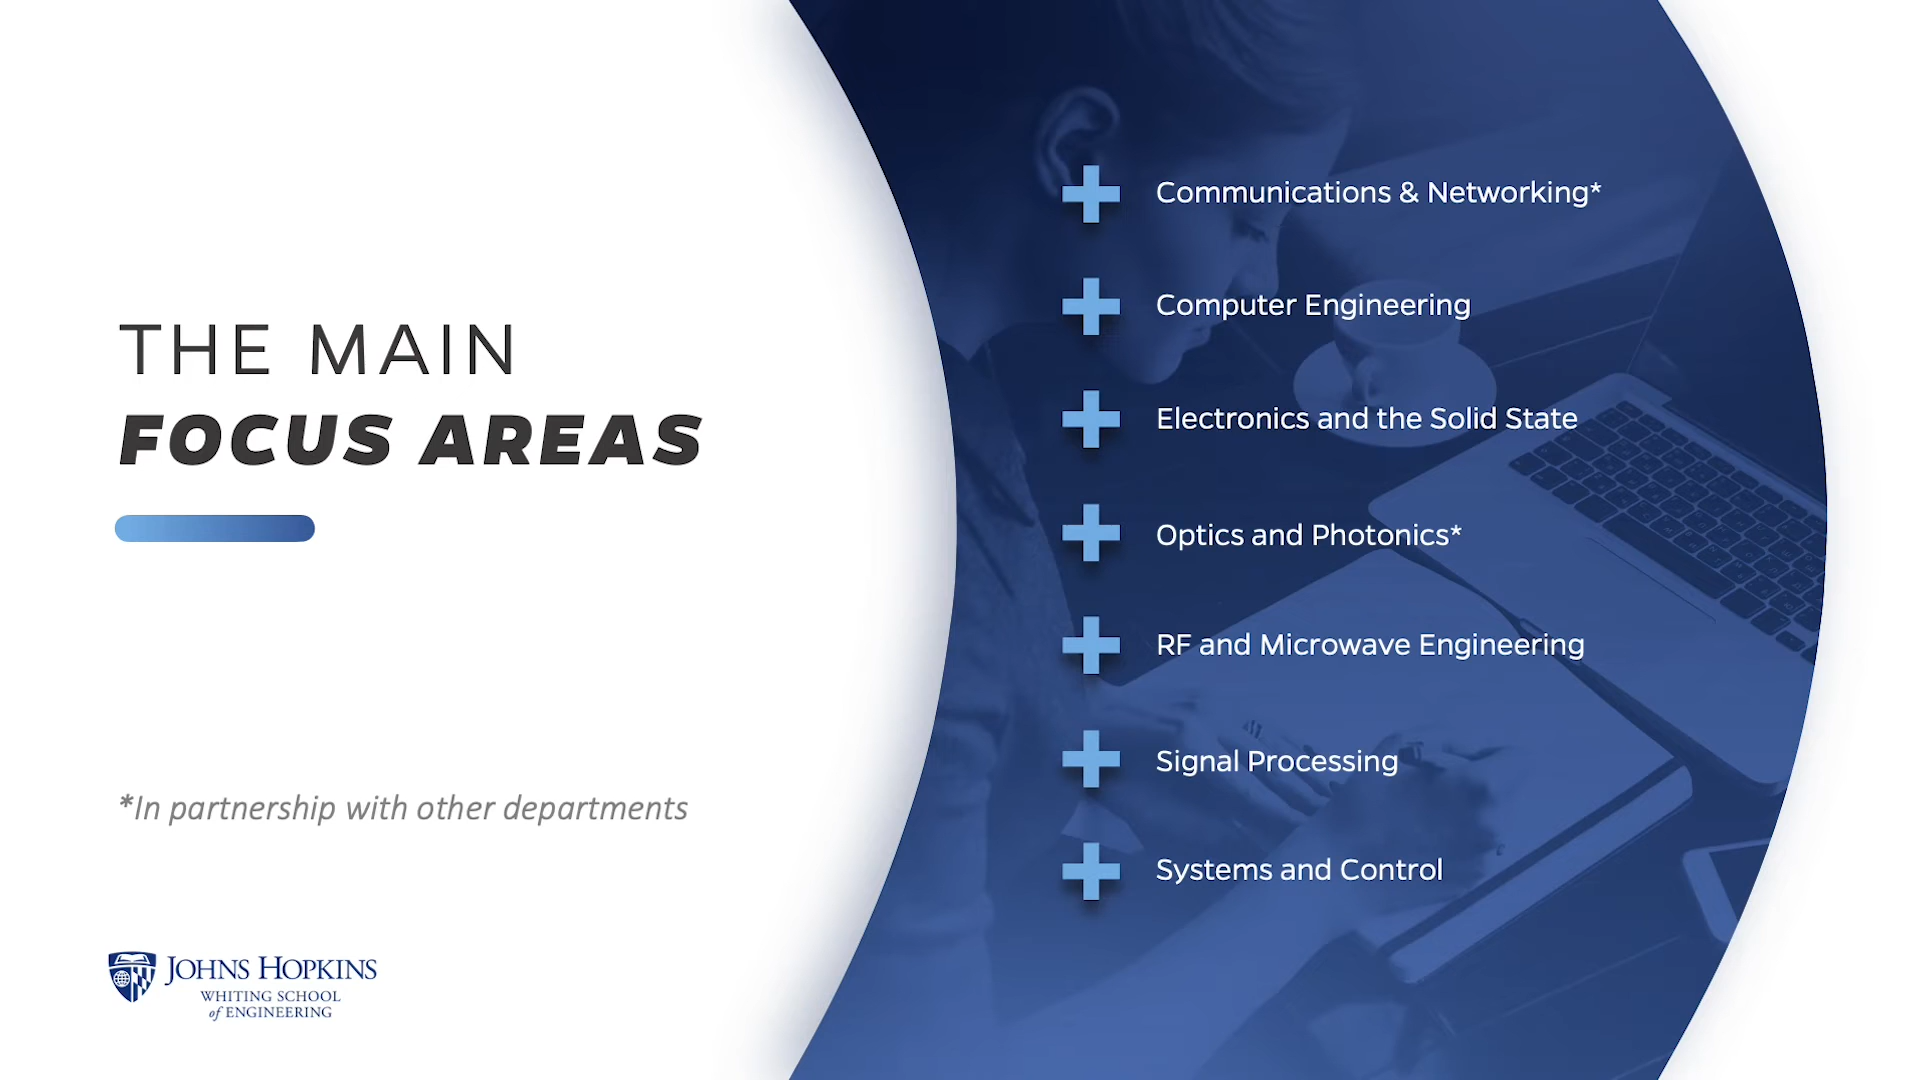 THE MAIN
FOCUS AREAS
*In partnership with other departments
JOHNS HOPKINS
WHITING SCHOOL
of ENGINEERING
Communications & Networking*
Computer Engineering
Electronics and the Solid State
Optics and Photonics*
RF and Microwave Engineering
Signal Processing
Systems and Control